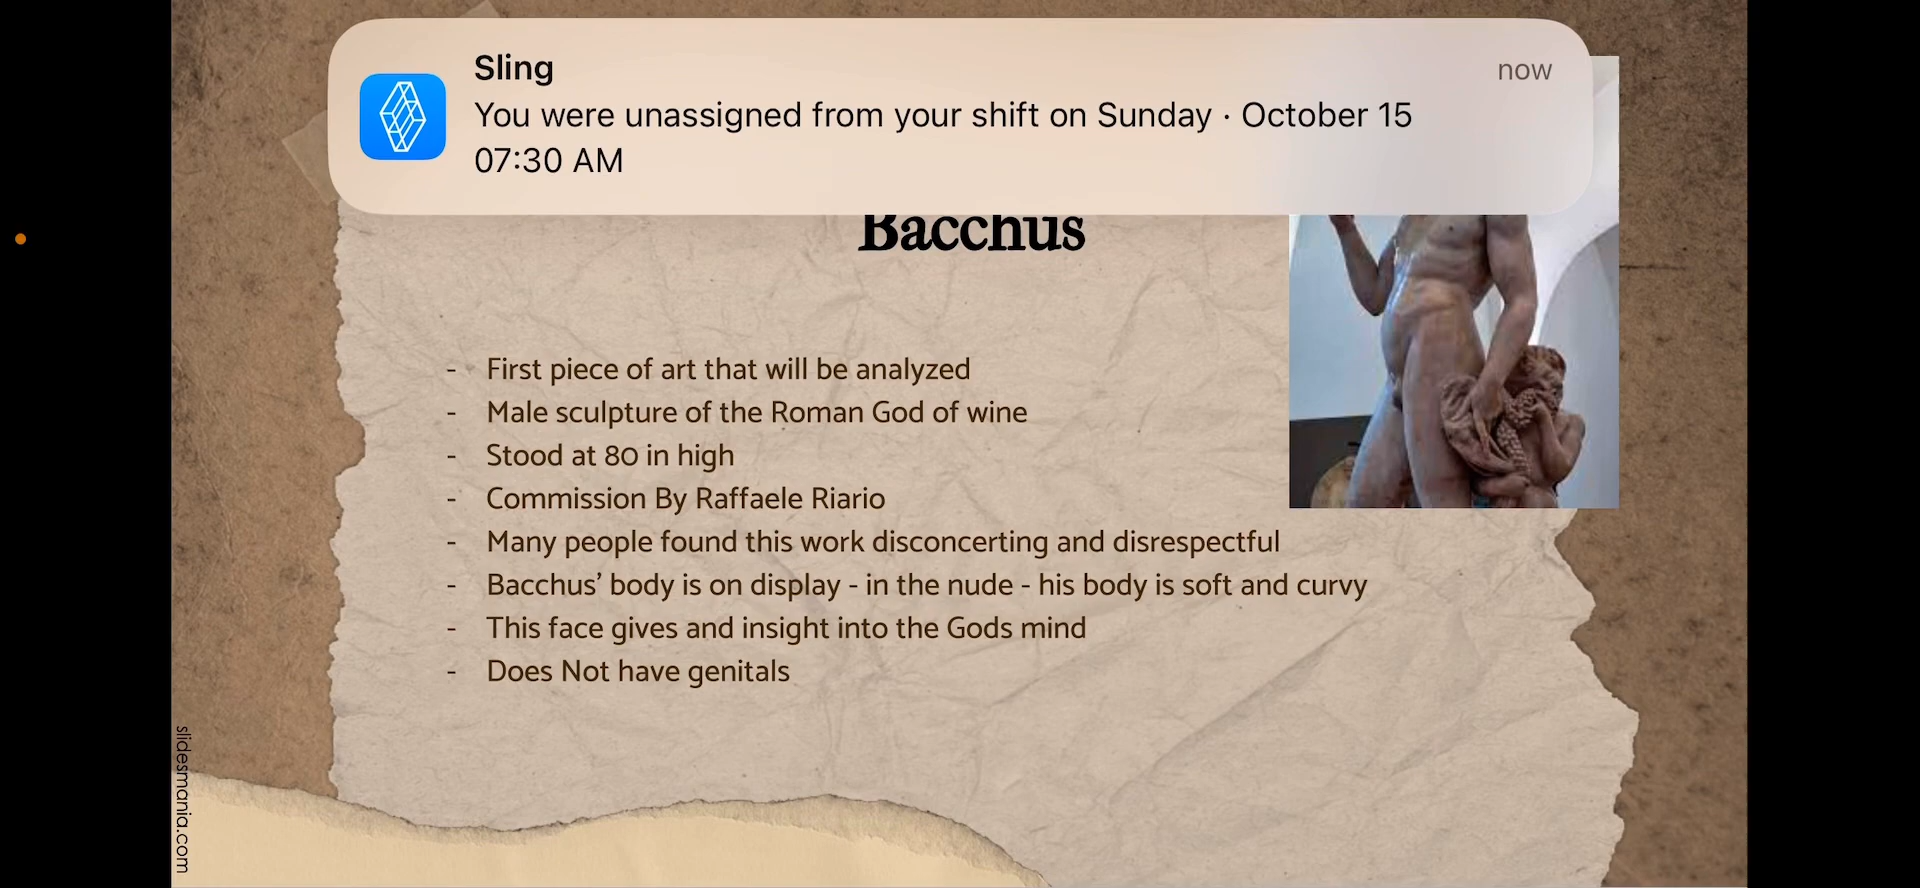 Sling
now
You were unassigned from your shift on Sunday · October 15
07:30 AM
Bacchus
- First piece of art that will be analyzed
- Male sculpture of the Roman God of wine
- Stood at 80 in high
- Commission By Raffaele Riario
- Many people found this work disconcerting and disrespectful
- Bacchus’ body is on display - in the nude - his body is soft and curvy
- This face gives and insight into the Gods mind
- Does Not have genitals
slidesmania.com